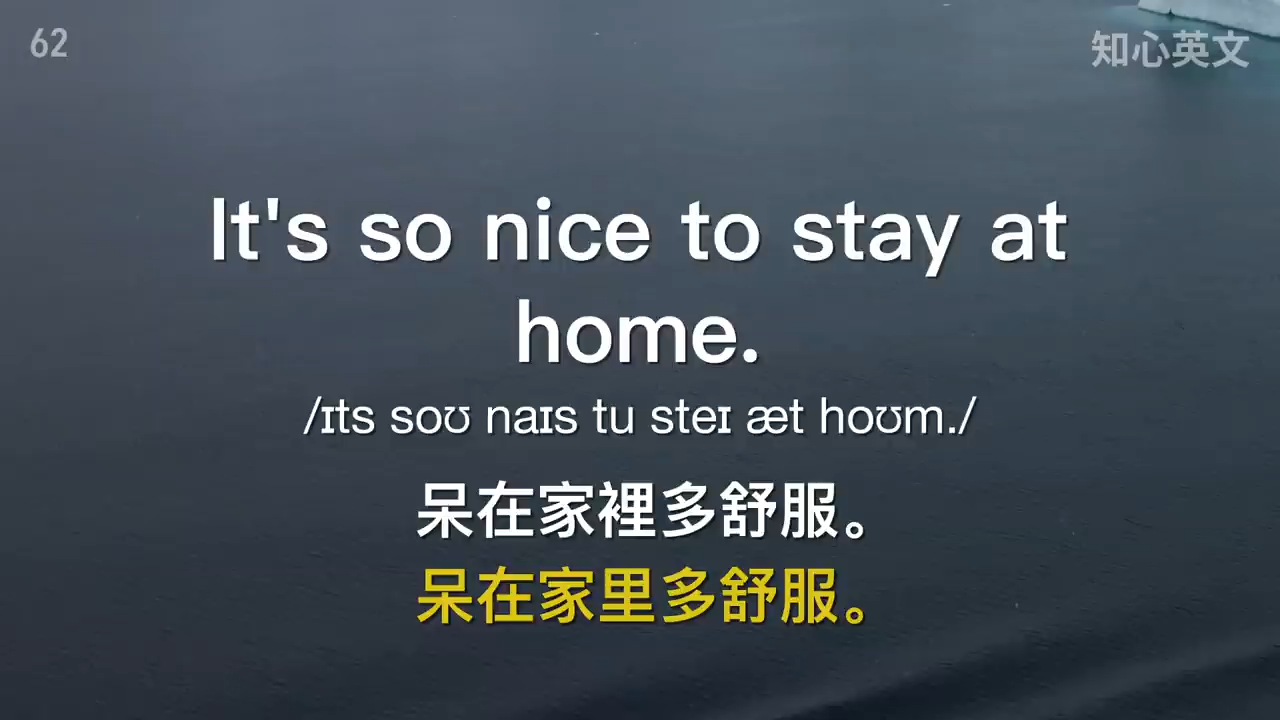 62
知心英文
It's so nice to stay at
home.
/ɪts soʊ naɪs tu steɪ æt hoʊm./
呆在家裡多舒服。
呆在家里多舒服。